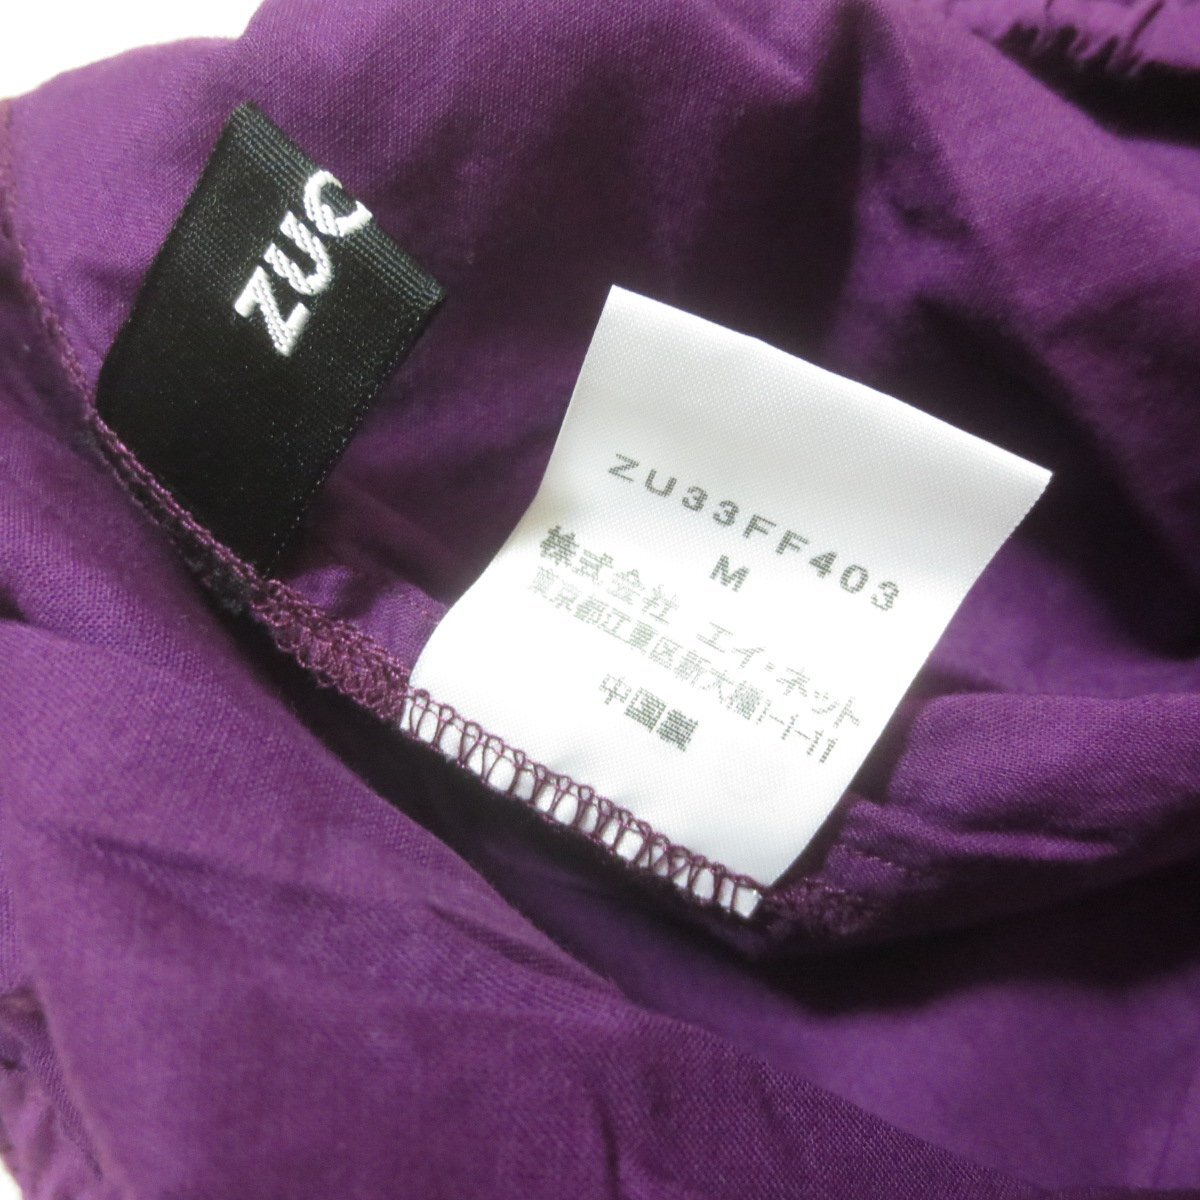 ZUC
ZU33FF403
M
株式会社 エイ・ネット
東京都江東区新大橋1-1-11
中国製